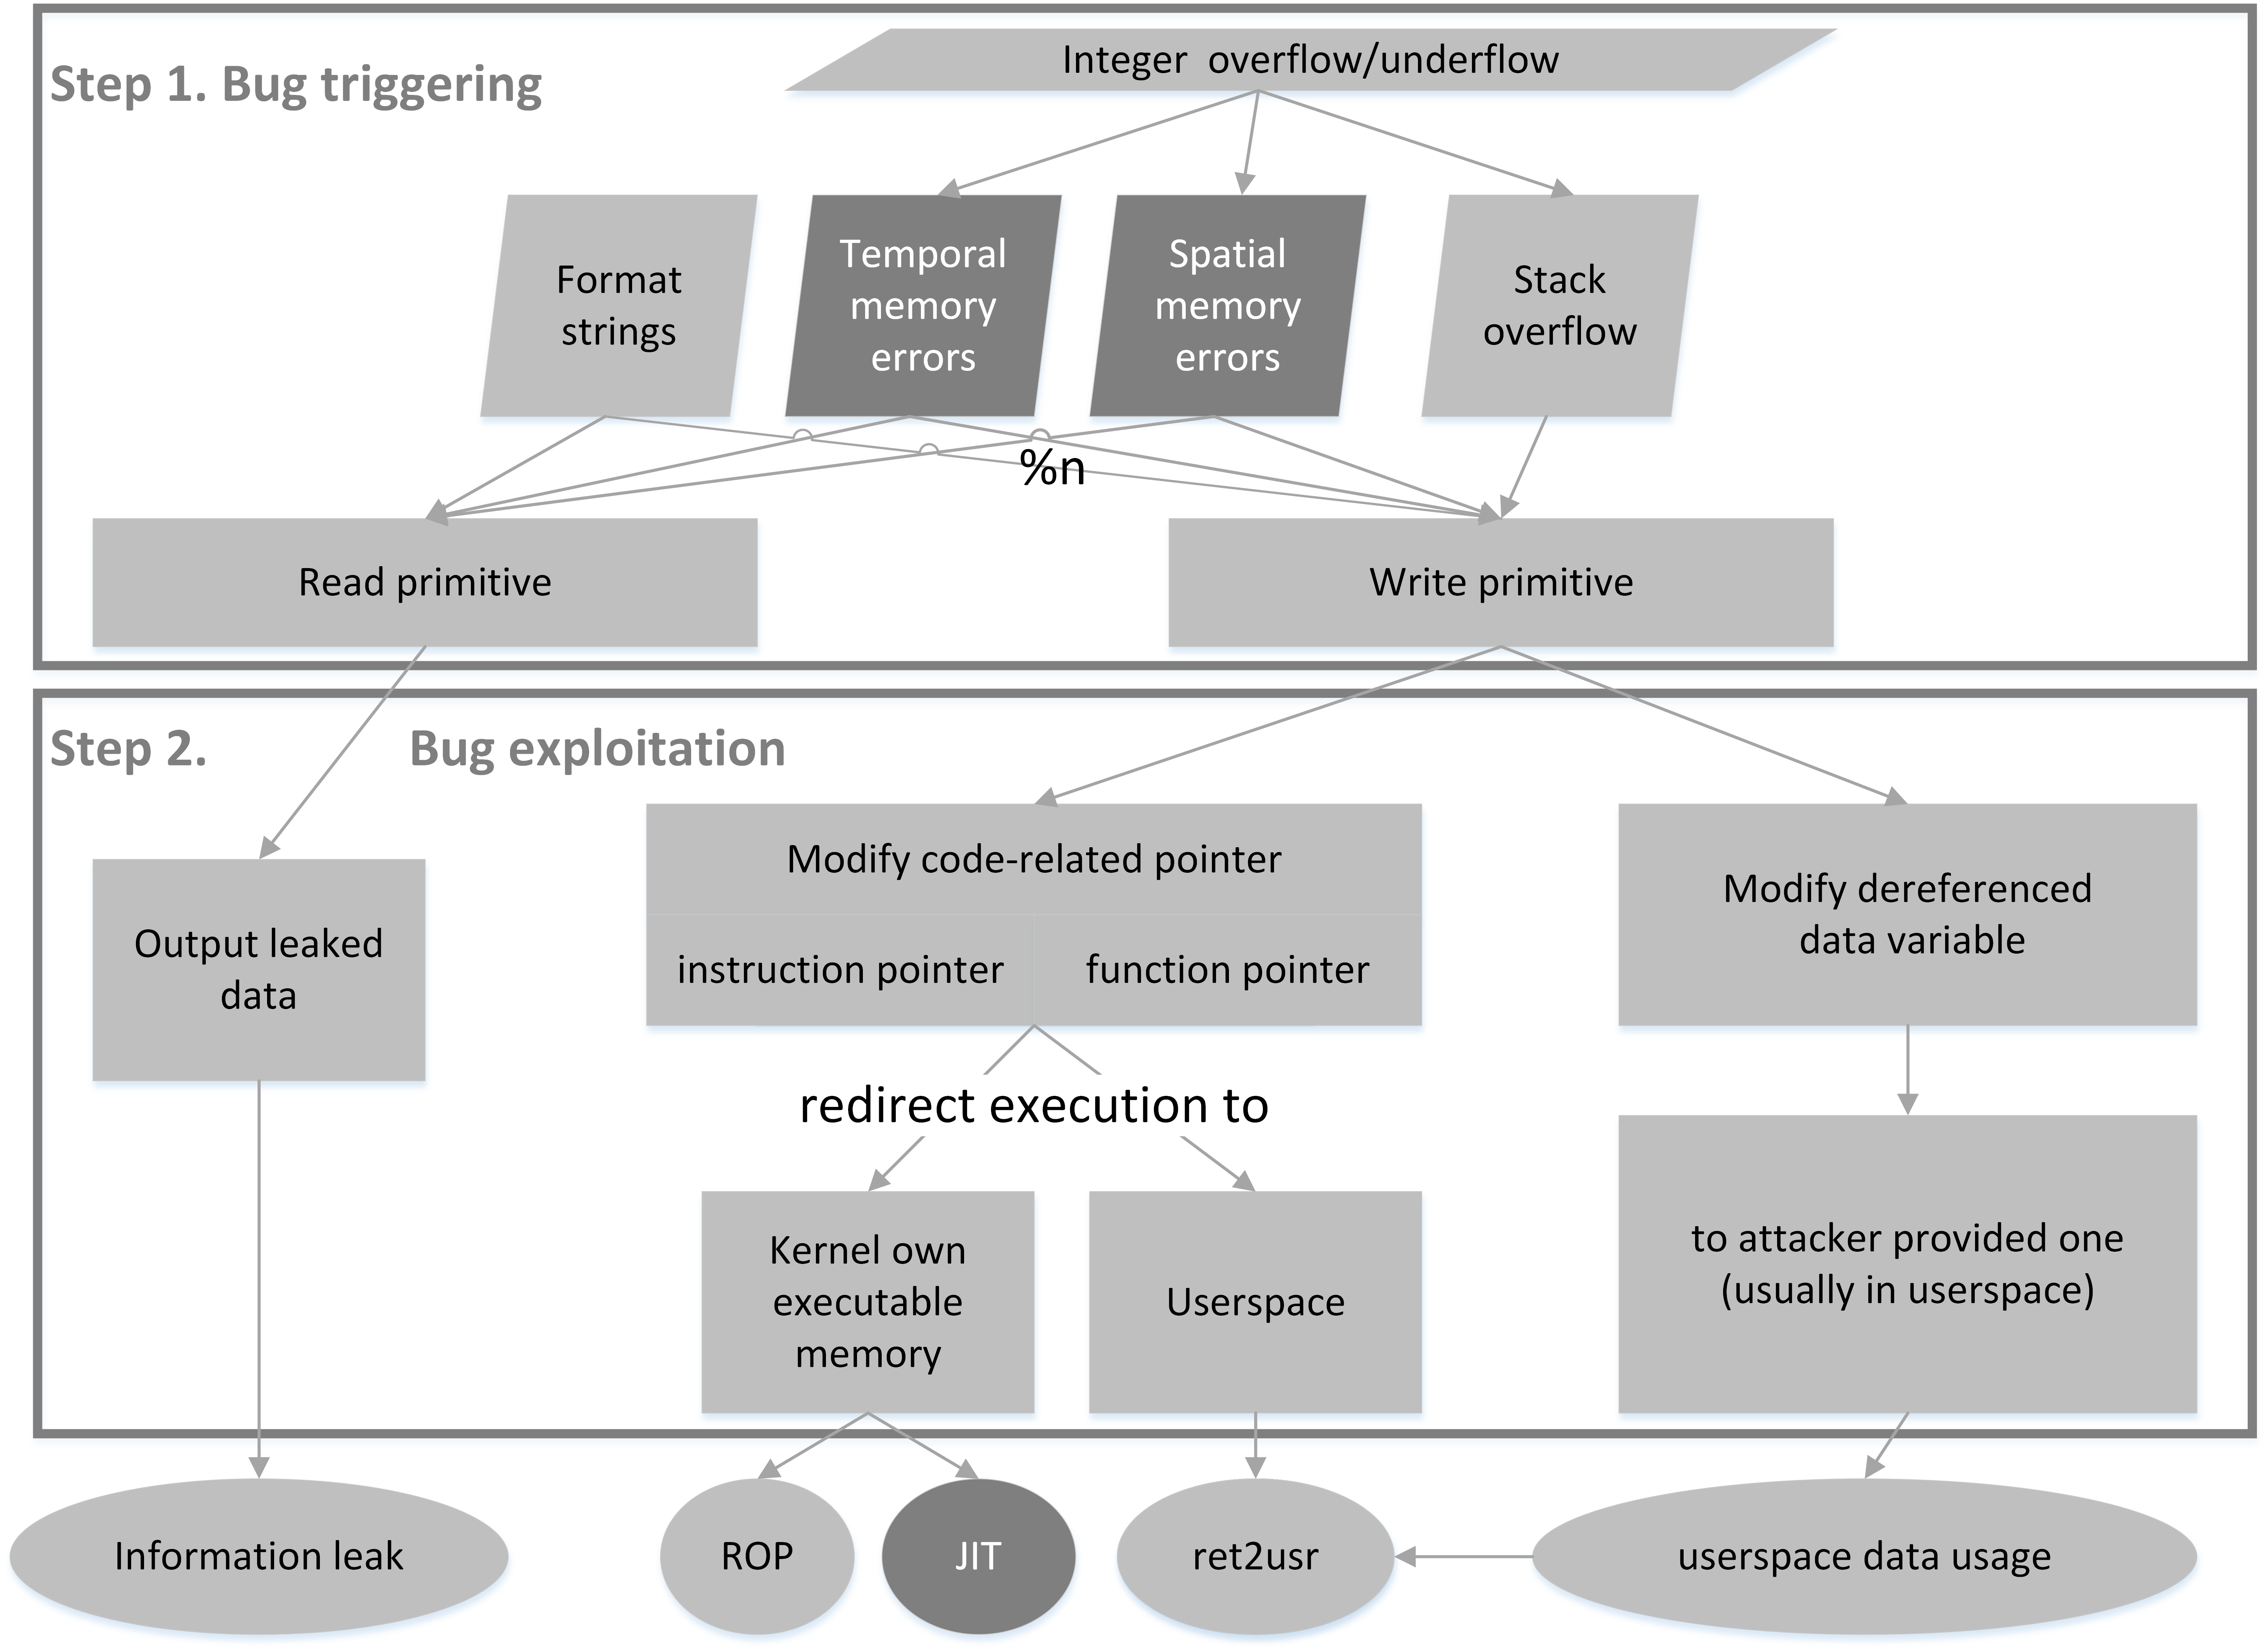 Step 1. Bug triggering
Integer overflow/underflow
Format
strings
Temporal
memory
errors
Spatial
memory
errors
Stack
overflow
%n
Read primitive
Write primitive
Step 2. Bug exploitation
Output leaked
data
Modify code-related pointer
instruction pointer
function pointer
Modify dereferenced
data variable
redirect execution to
Kernel own
executable
memory
Userspace
to attacker provided one
(usually in userspace)
Information leak
ROP
JIT
ret2usr
userspace data usage